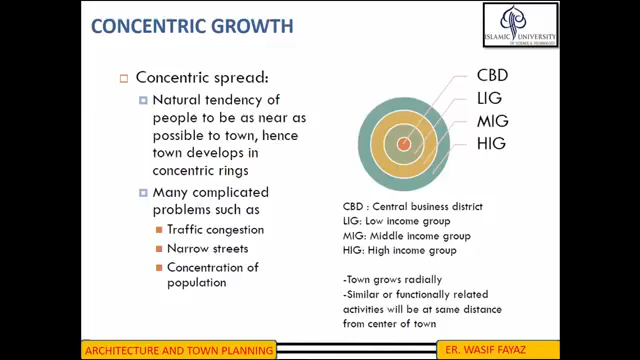 CONCENTRIC GROWTH
ISLAMIC UNIVERSITY
OF SCIENCE & TECHNOLOGY
Concentric spread:
Natural tendency of
people to be as near as
possible to town, hence
town develops in
concentric rings
Many complicated
problems such as
Traffic congestion
Narrow streets
Concentration of
population
CBD
LIG
MIG
HIG
CBD : Central business district
LIG: Low income group
MIG: Middle income group
HIG: High income group
-Town grows radially
-Similar or functionally related
activities will be at same distance
from center of town
ARCHITECTURE AND TOWN PLANNING
ER. WASIF FAYAZ